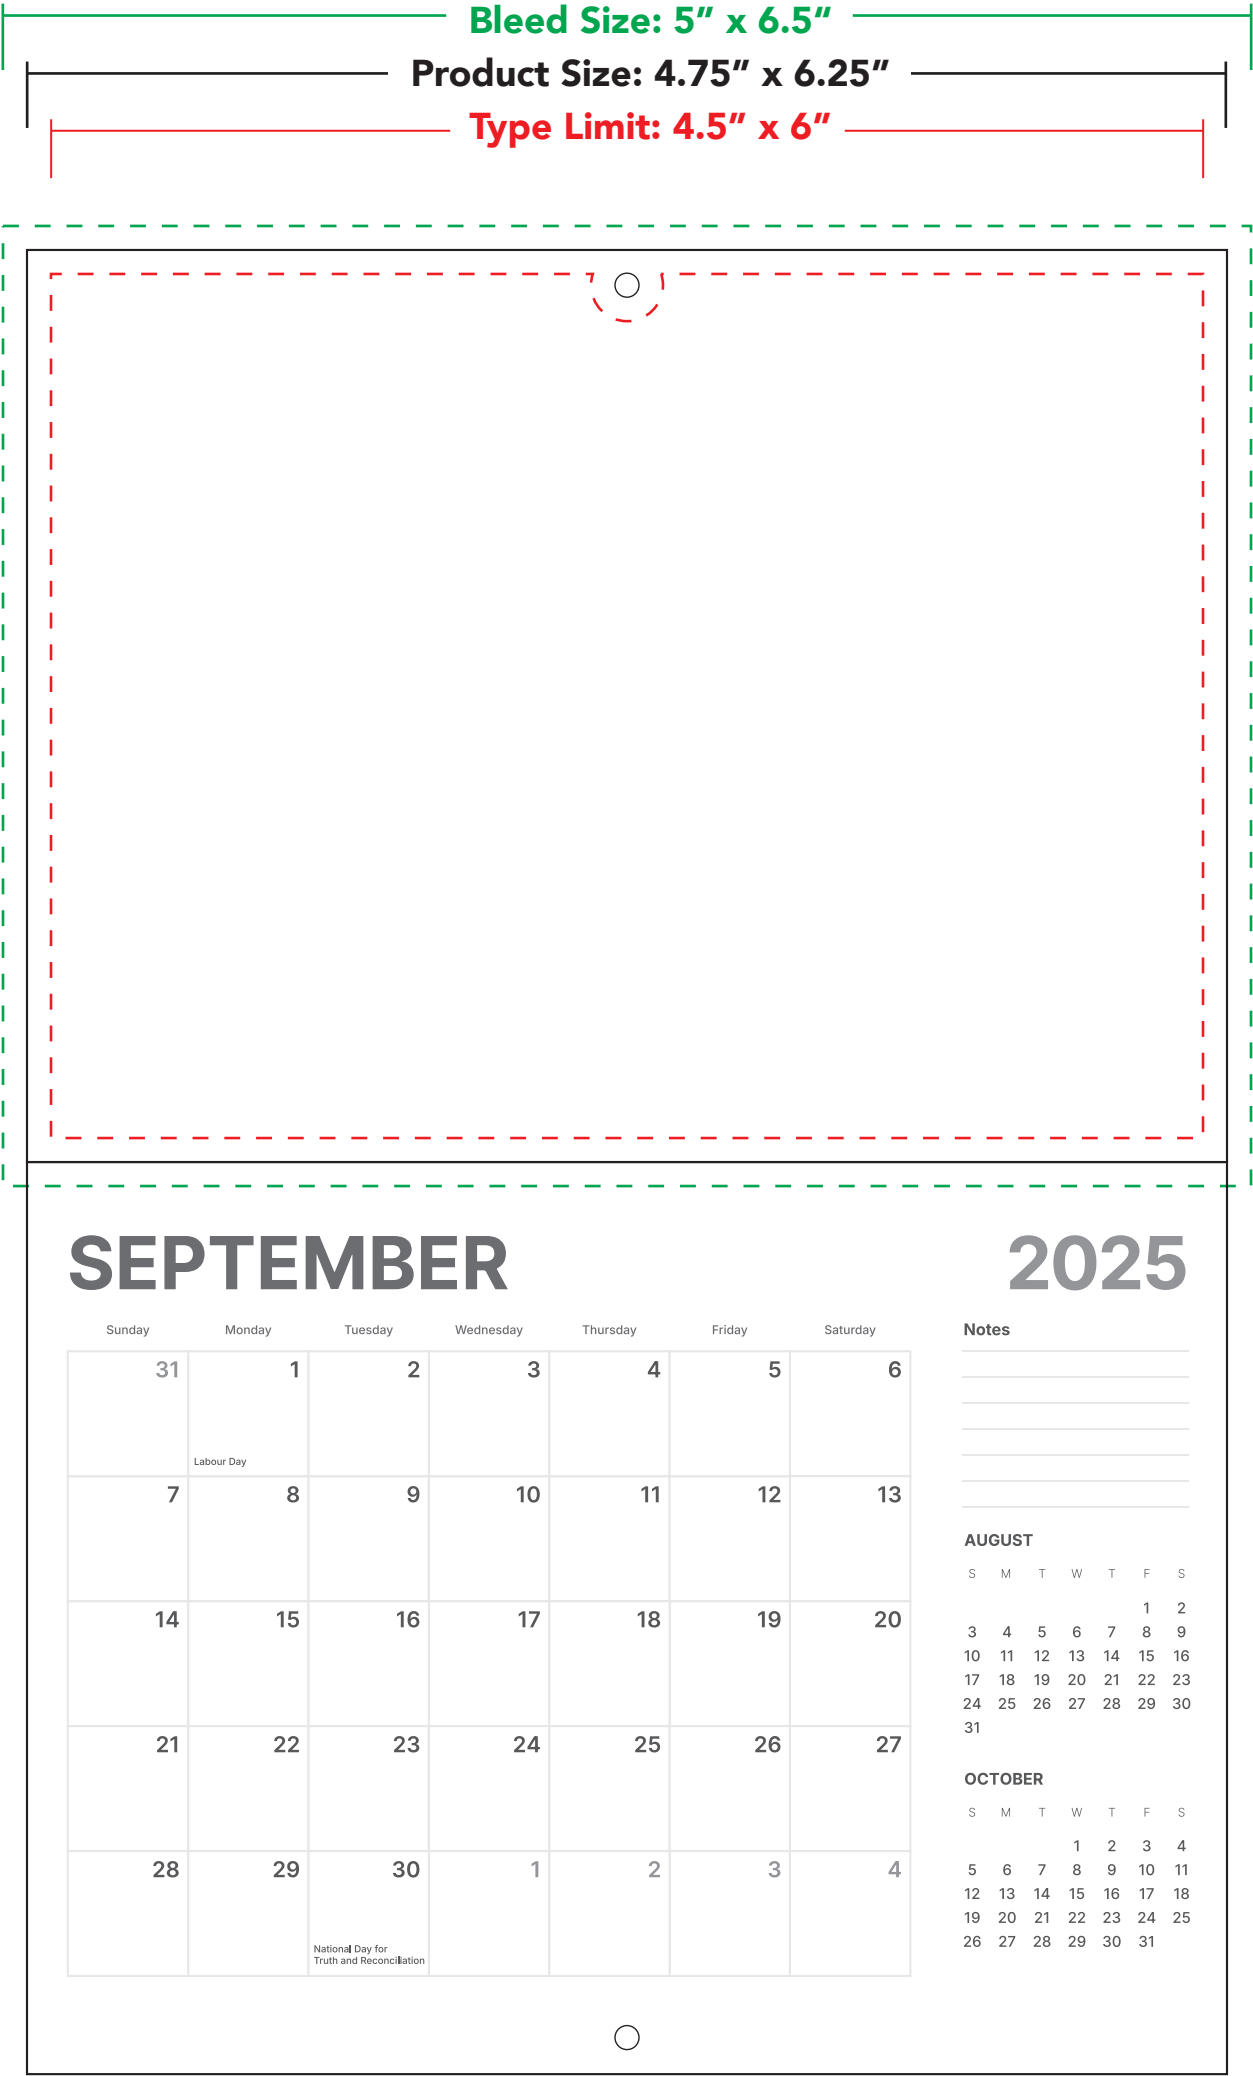 Bleed Size: 5” x 6.5”
Product Size: 4.75” x 6.25”
Type Limit: 4.5” x 6”
SEPTEMBER 2025
Sunday Monday Tuesday Wednesday Thursday Friday Saturday
31 1 2 3 4 5 6
Labour Day
7 8 9 10 11 12 13
14 15 16 17 18 19 20
21 22 23 24 25 26 27
28 29 30 1 2 3 4
National Day for
Truth and Reconciliation
Notes
AUGUST
S M T W T F S
1 2
3 4 5 6 7 8 9
10 11 12 13 14 15 16
17 18 19 20 21 22 23
24 25 26 27 28 29 30
31
OCTOBER
S M T W T F S
1 2 3 4
5 6 7 8 9 10 11
12 13 14 15 16 17 18
19 20 21 22 23 24 25
26 27 28 29 30 31